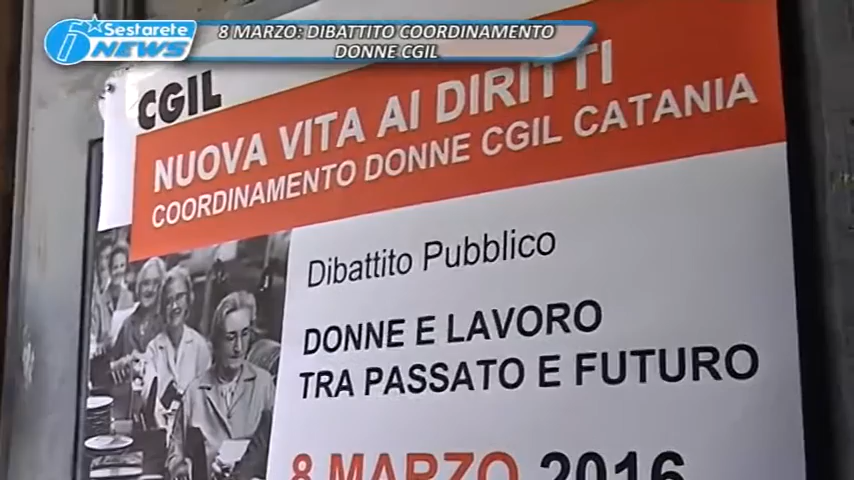 6
Sestarete
NEWS
8 MARZO: DIBATTITO COORDINAMENTO
DONNE CGIL
CGIL
NUOVA VITA AI DIRITTI
COORDINAMENTO DONNE CGIL CATANIA
Dibattito Pubblico
DONNE E LAVORO
TRA PASSATO E FUTURO
8 MARZO 2016